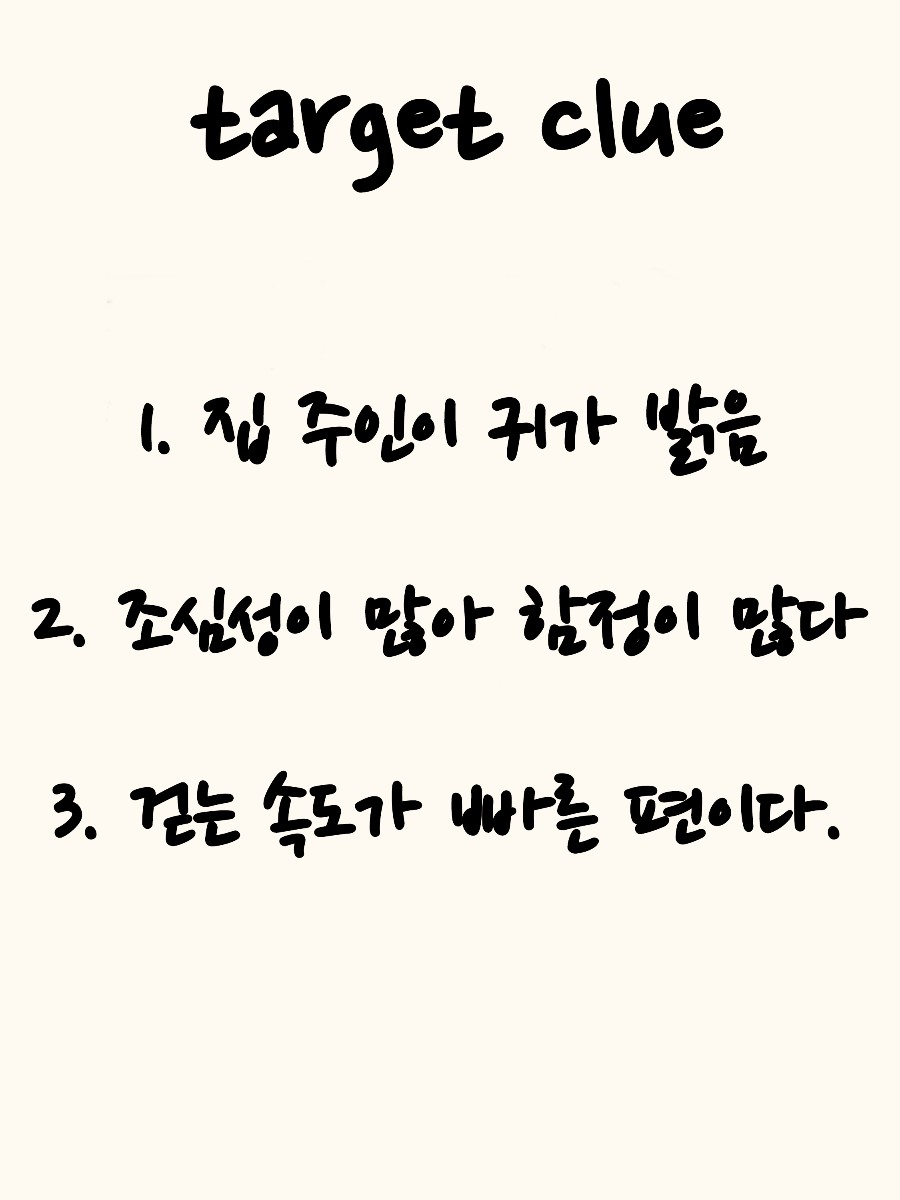 target clue
1. 집 주인이 귀가 밝음
2. 조심성이 많아 함정이 많다
3. 걷는 속도가 빠른 편이다.